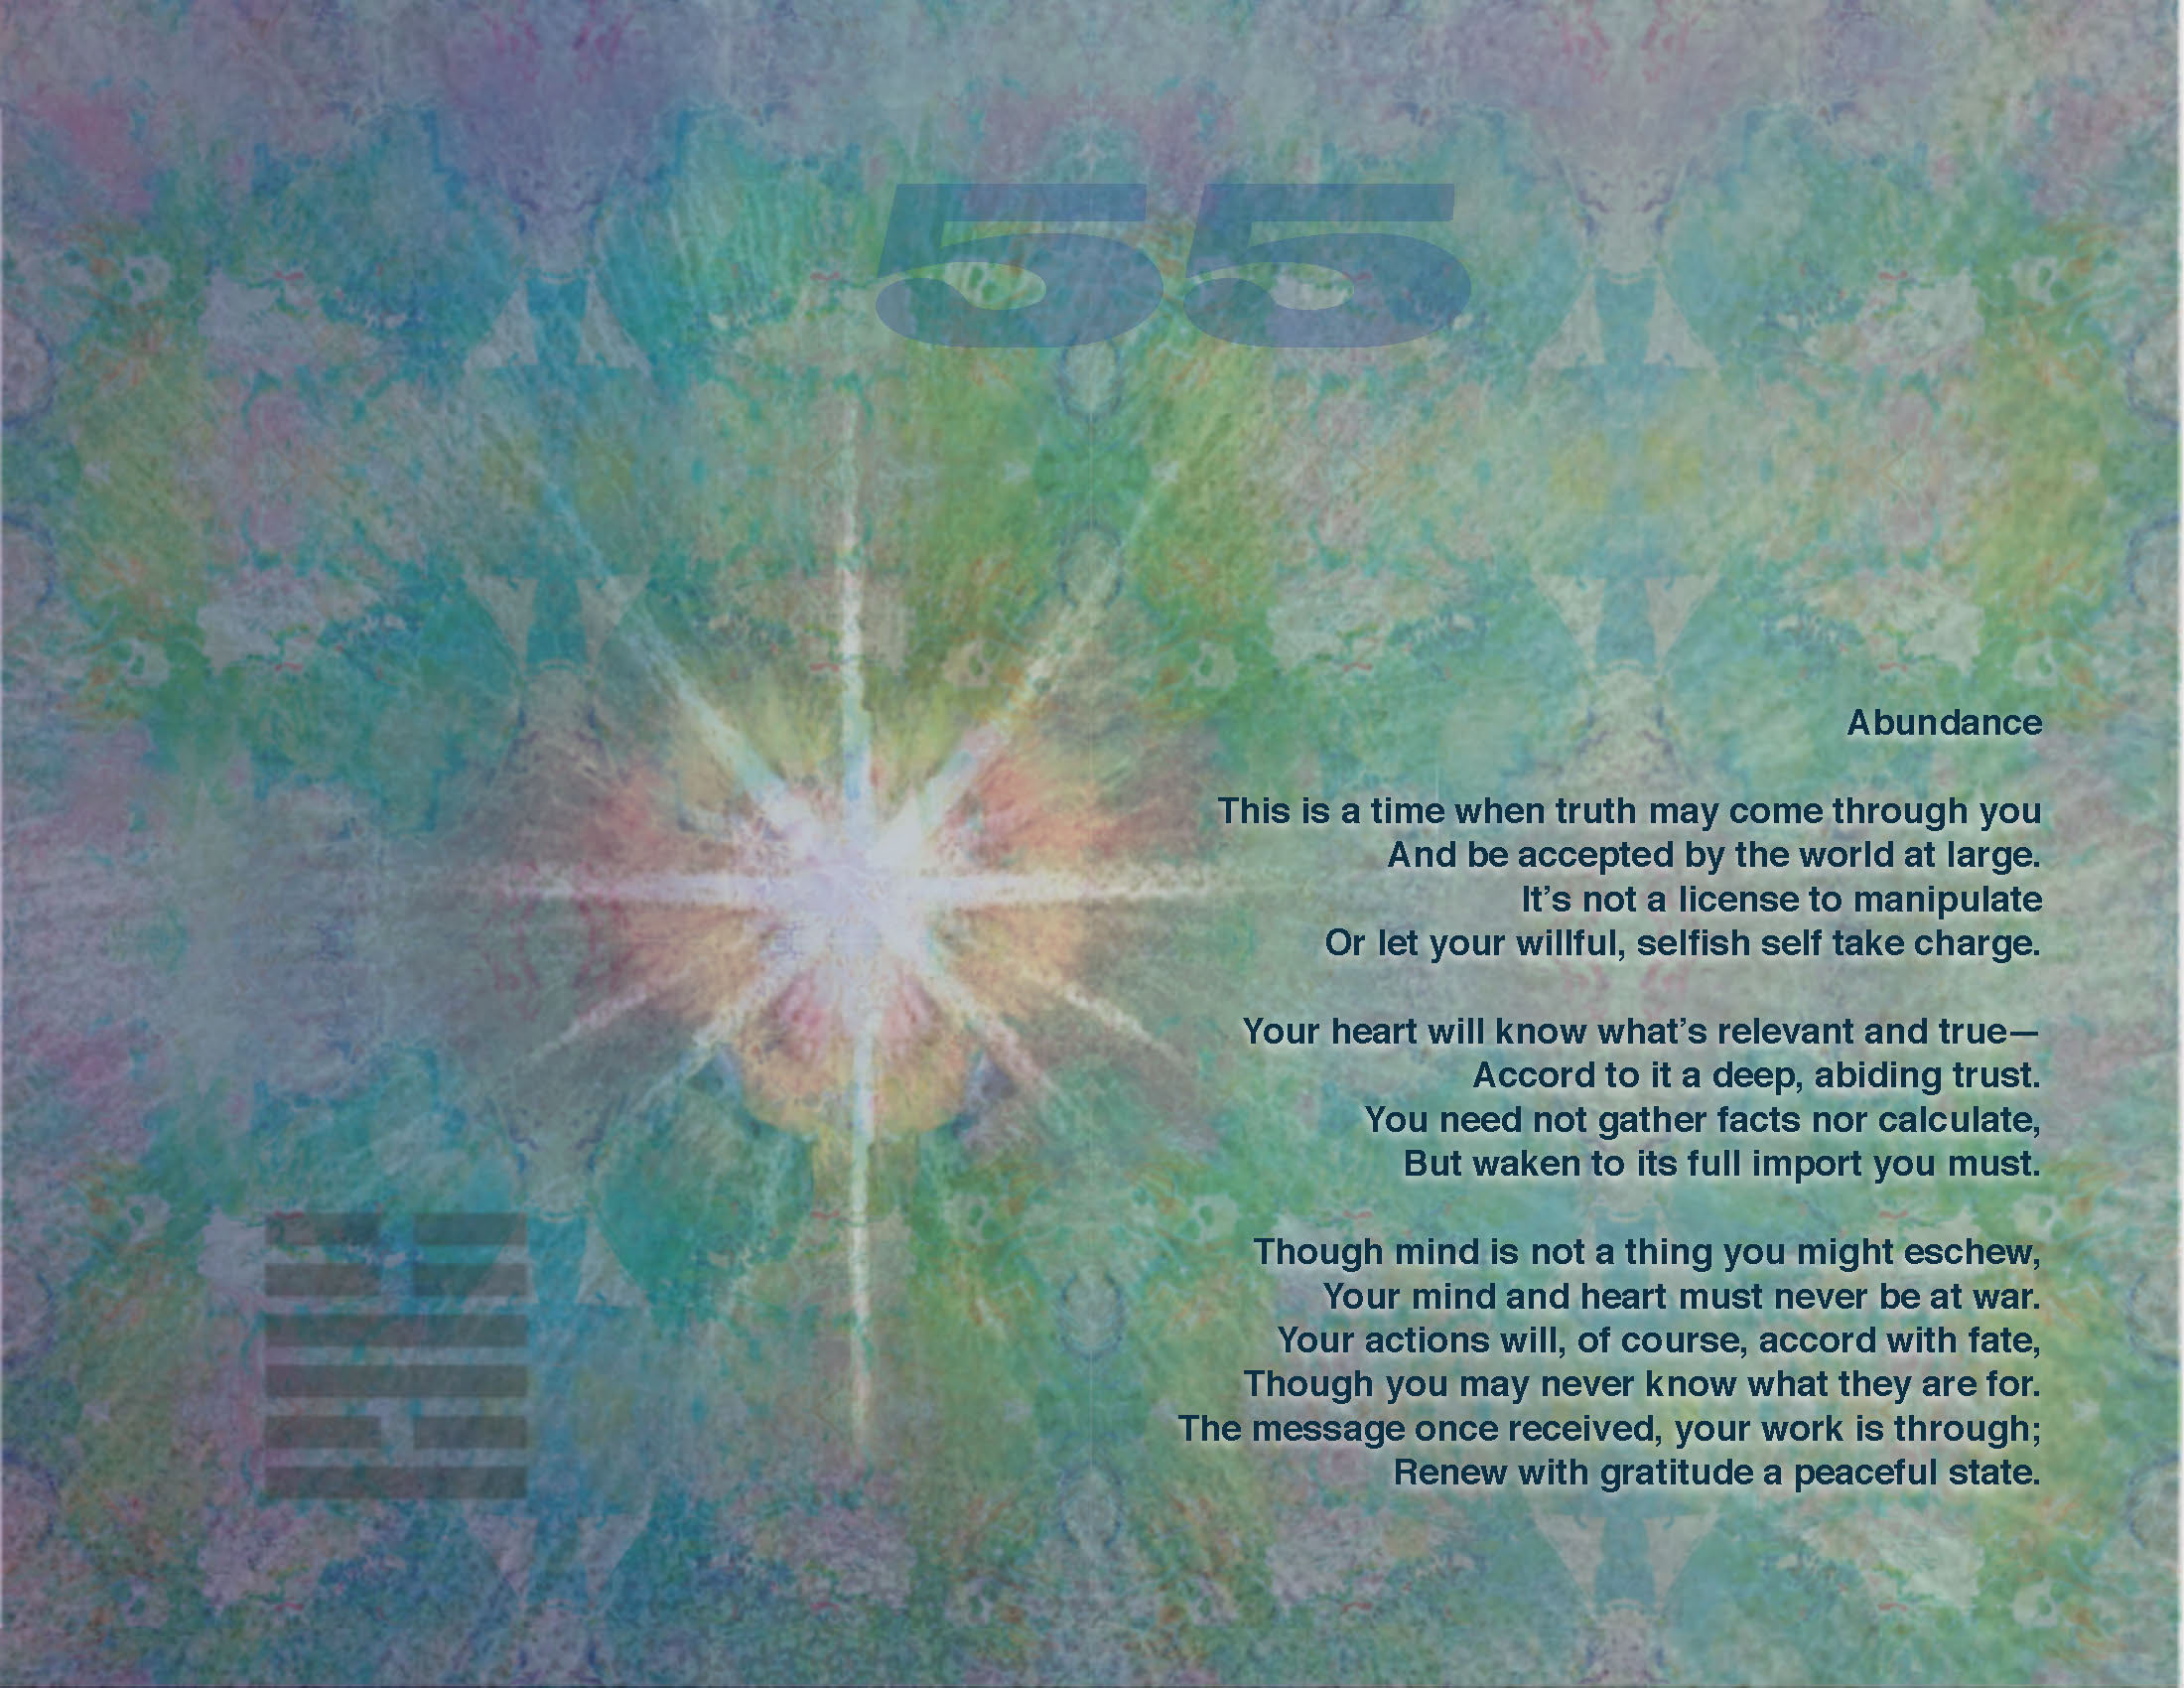 55
Abundance
This is a time when truth may come through you
And be accepted by the world at large.
It’s not a license to manipulate
Or let your willful, selfish self take charge.
Your heart will know what’s relevant and true—
Accord to it a deep, abiding trust.
You need not gather facts nor calculate,
But waken to its full import you must.
Though mind is not a thing you might eschew,
Your mind and heart must never be at war.
Your actions will, of course, accord with fate,
Though you may never know what they are for.
The message once received, your work is through;
Renew with gratitude a peaceful state.